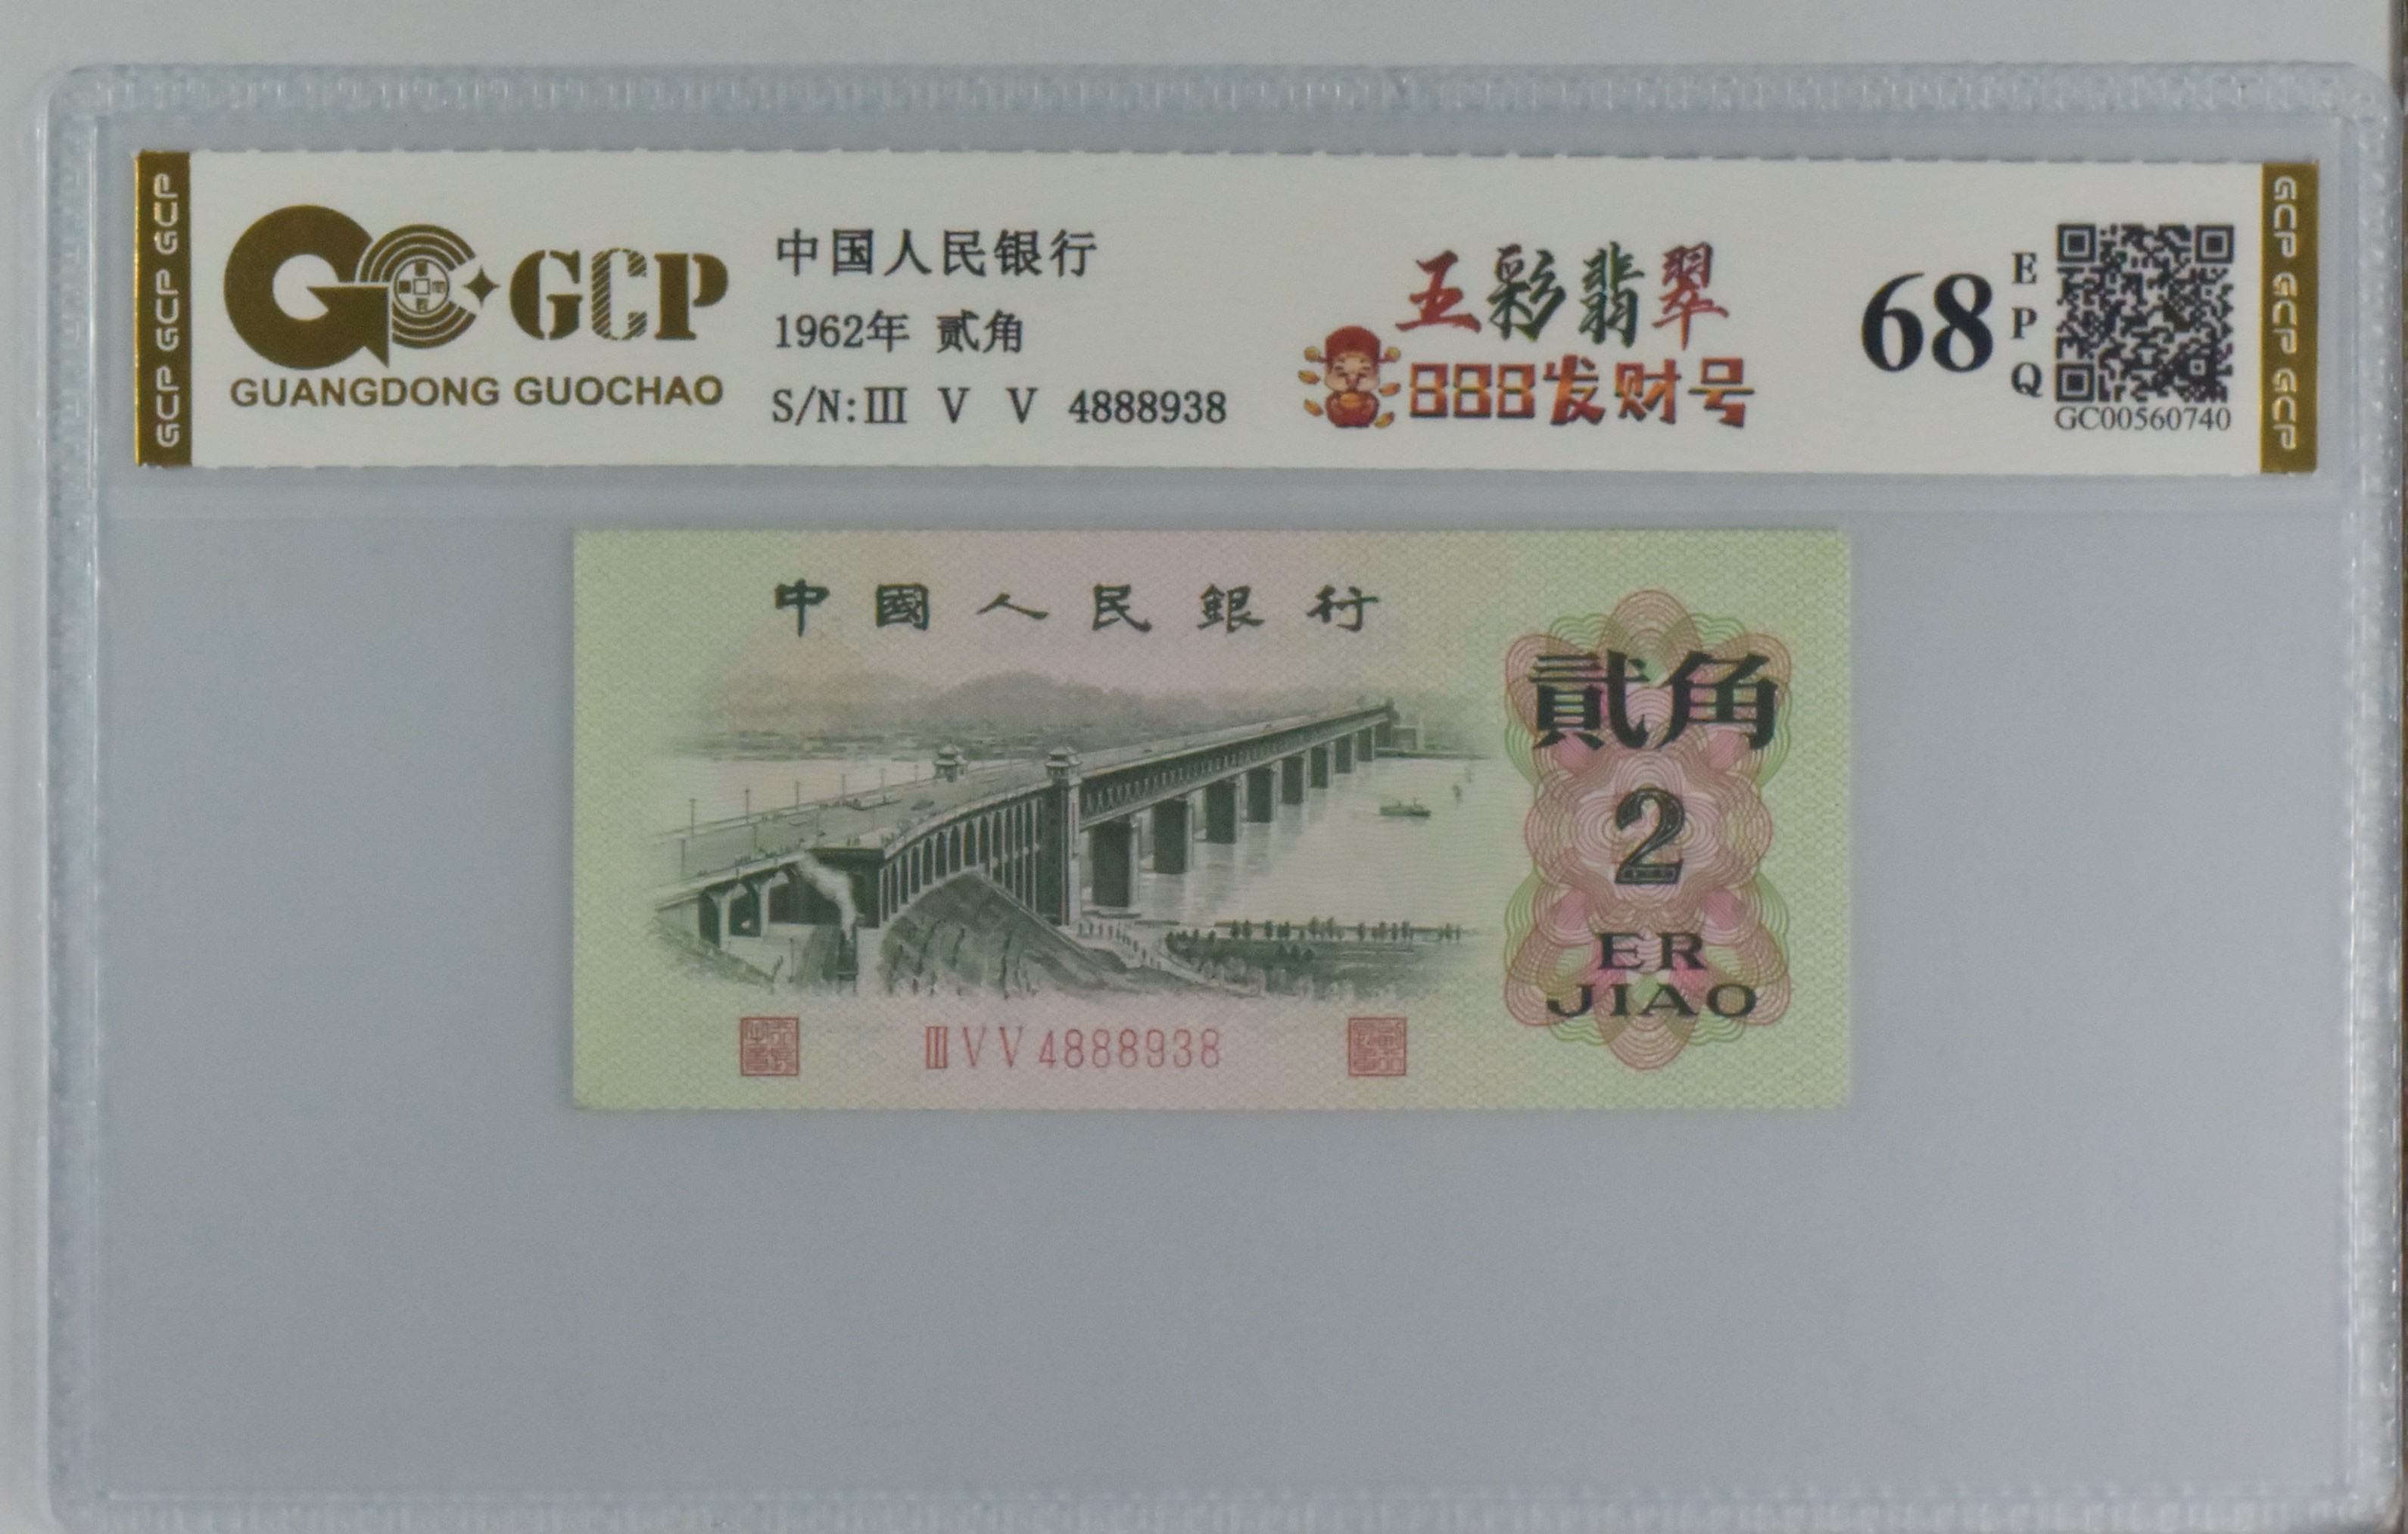 GCP GCP GCP
GCP
GUANGDONG GUOCHAO
中国人民银行
1962年 贰角
S/N:III V V 4888938
五彩翡翠
888发财号
68
EPQ
GC00560740
GCP GCP GCP
中國人民銀行
貳角
2
ER
JIAO
III V V 4888938